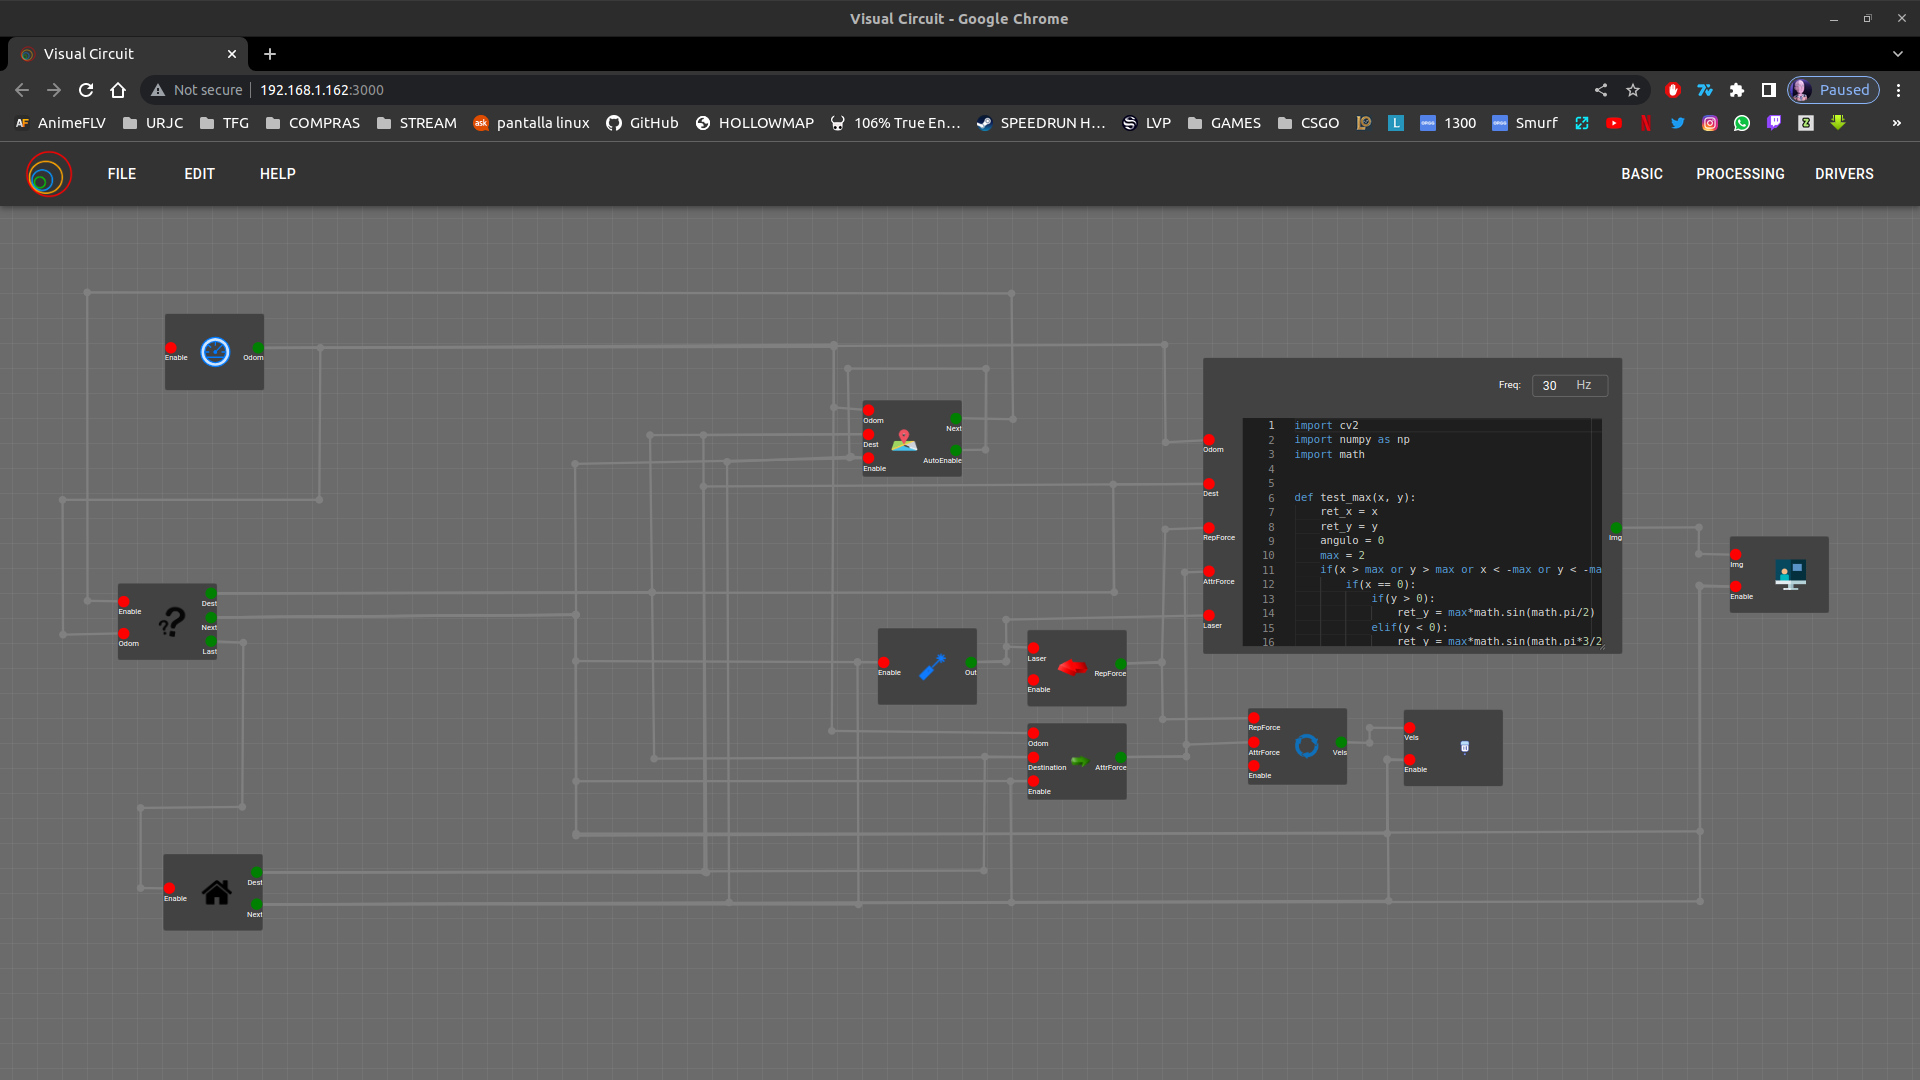 Visual Circuit - Google Chrome
Visual Circuit
Not secure 192.168.1.162:3000 Paused
AnimeFLV URJC TFG COMPRAS STREAM ask pantalla linux GitHub HOLLOWMAP 106% True En... SPEEDRUN H... LVP GAMES CSGO 1300 Smurf »
FILE EDIT HELP BASIC PROCESSING DRIVERS
Enable Odom
Odom
Dest
Enable
Next
AutoEnable
Freq: 30 Hz
Odom
Dest
RepForce
AttrForce
Laser
1 import cv2
2 import numpy as np
3 import math
4
5
6 def test_max(x, y):
7 ret_x = x
8 ret_y = y
9 angulo = 0
10 max = 2
11 if(x > max or y > max or x < -max or y < -ma
12 if(x == 0):
13 if(y > 0):
14 ret_y = max*math.sin(math.pi/2)
15 elif(y < 0):
16 ret_y = max*math.sin(math.pi*3/2
Img
Img
Enable
Enable
Odom
Dest
Next
Last
Enable Out
Laser
Enable
RepForce
Odom
Destination
Enable
AttrForce
RepForce
AttrForce
Enable
Vels
Vels
Enable
Enable
Dest
Next